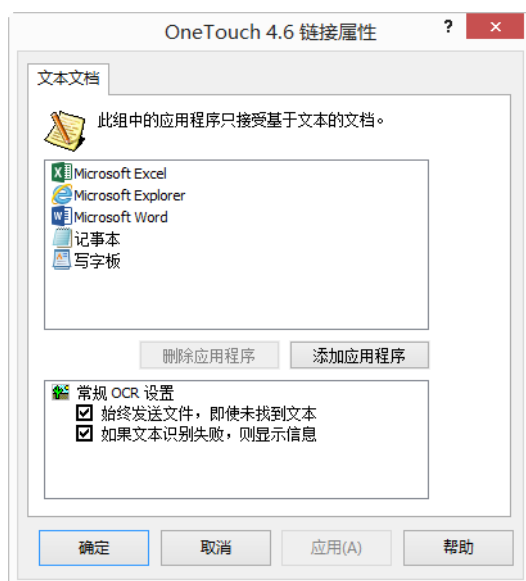 OneTouch 4.6 链接属性
?
×
文本文档
此组中的应用程序只接受基于文本的文档。
Microsoft Excel
Microsoft Explorer
Microsoft Word
记事本
写字板
删除应用程序
添加应用程序
常规 OCR 设置
始终发送文件，即使未找到文本
如果文本识别失败，则显示信息
确定
取消
应用(A)
帮助